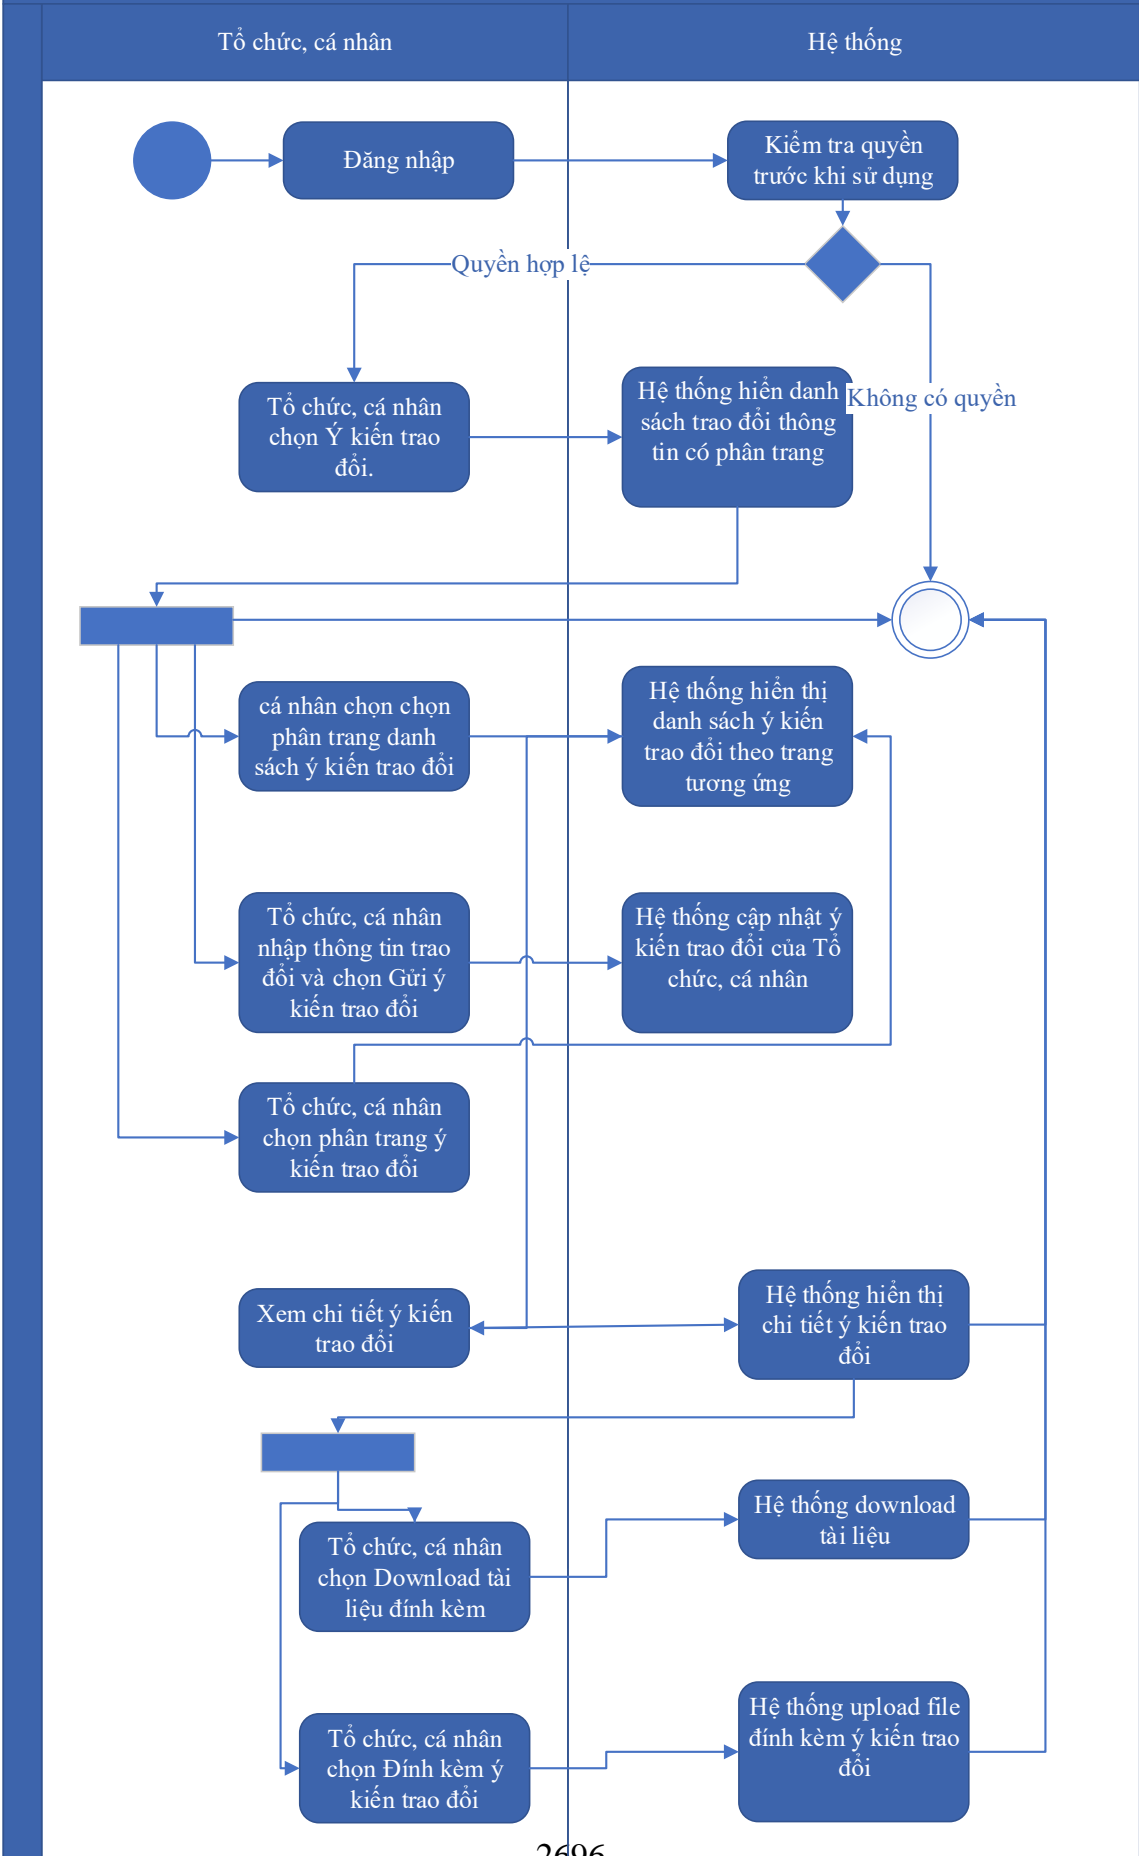 Tổ chức, cá nhân
Hệ thống
Đăng nhập
Kiểm tra quyền
trước khi sử dụng
Quyền hợp lệ
Không có quyền
Tổ chức, cá nhân
chọn Ý kiến trao
đổi.
Hệ thống hiển danh
sách trao đổi thông
tin có phân trang
cá nhân chọn chọn
phân trang danh
sách ý kiến trao đổi
Hệ thống hiển thị
danh sách ý kiến
trao đổi theo trang
tương ứng
Tổ chức, cá nhân
nhập thông tin trao
đổi và chọn Gửi ý
kiến trao đổi
Hệ thống cập nhật ý
kiến trao đổi của Tổ
chức, cá nhân
Tổ chức, cá nhân
chọn phân trang ý
kiến trao đổi
Xem chi tiết ý kiến
trao đổi
Hệ thống hiển thị
chi tiết ý kiến trao
đổi
Tổ chức, cá nhân
chọn Download tài
liệu đính kèm
Hệ thống download
tài liệu
Tổ chức, cá nhân
chọn Đính kèm ý
kiến trao đổi
Hệ thống upload file
đính kèm ý kiến trao
đổi
2696